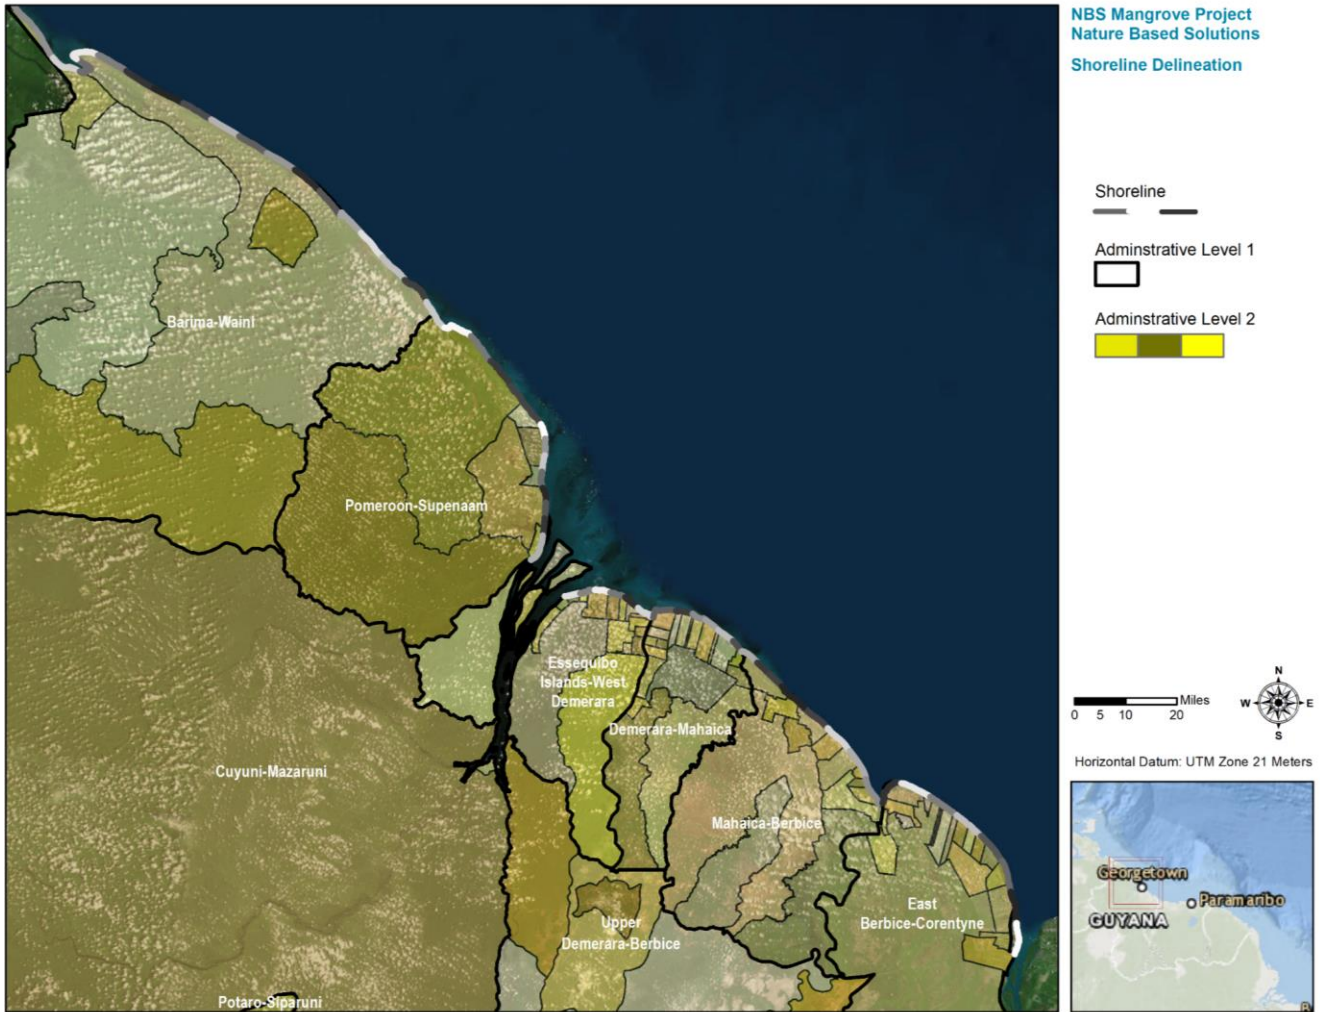 NBS Mangrove Project
Nature Based Solutions
Shoreline Delineation
Shoreline
Adminstrative Level 1
Adminstrative Level 2
Barima-Waini
Pomeroon-Supenaam
Essequibo
Islands-West
Demerara
Demerara-Mahaica
Cuyuni-Mazaruni
Mahaica-Berbice
East
Berbice-Corentyne
Upper
Demerara-Berbice
Potaro-Siparuni
Miles
0 5 10 20
N
W E
S
Horizontal Datum: UTM Zone 21 Meters
Georgetown
Paramaribo
GUYANA